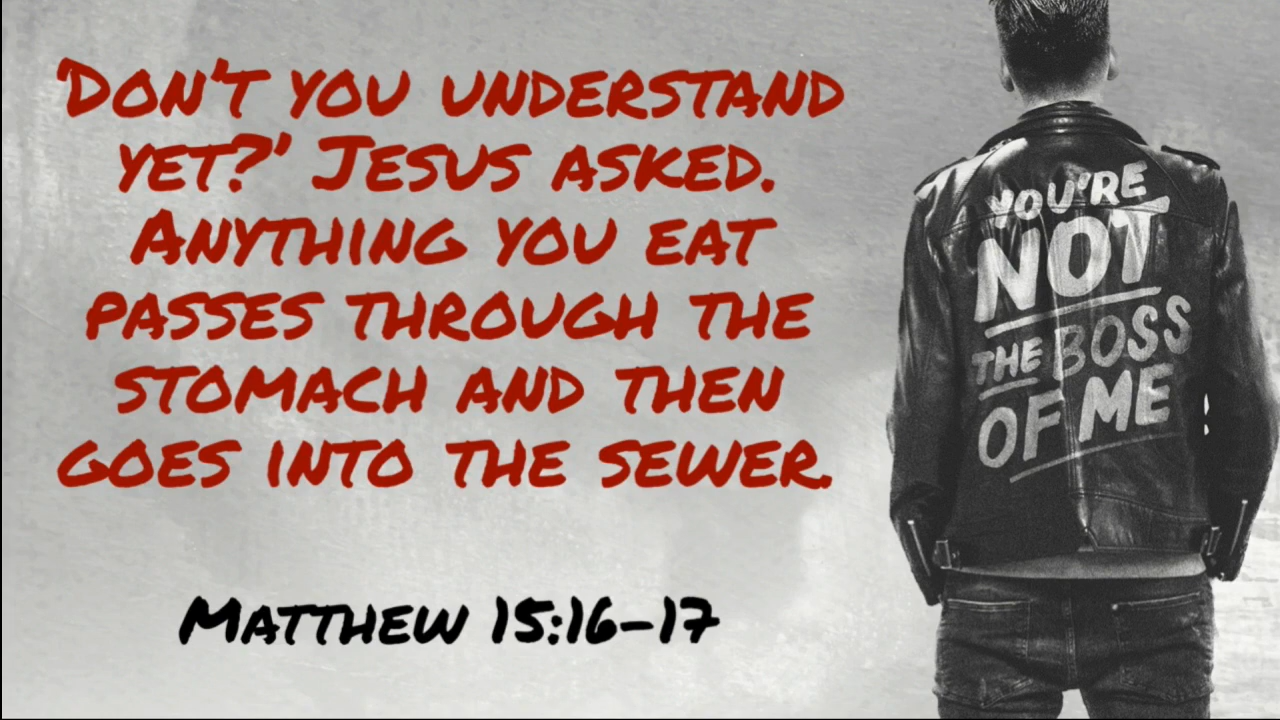 'Don't you understand
yet?' Jesus asked.
Anything you eat
passes through the
stomach and then
goes into the sewer.
Matthew 15:16-17
YOU'RE
NOT
THE BOSS
OF ME